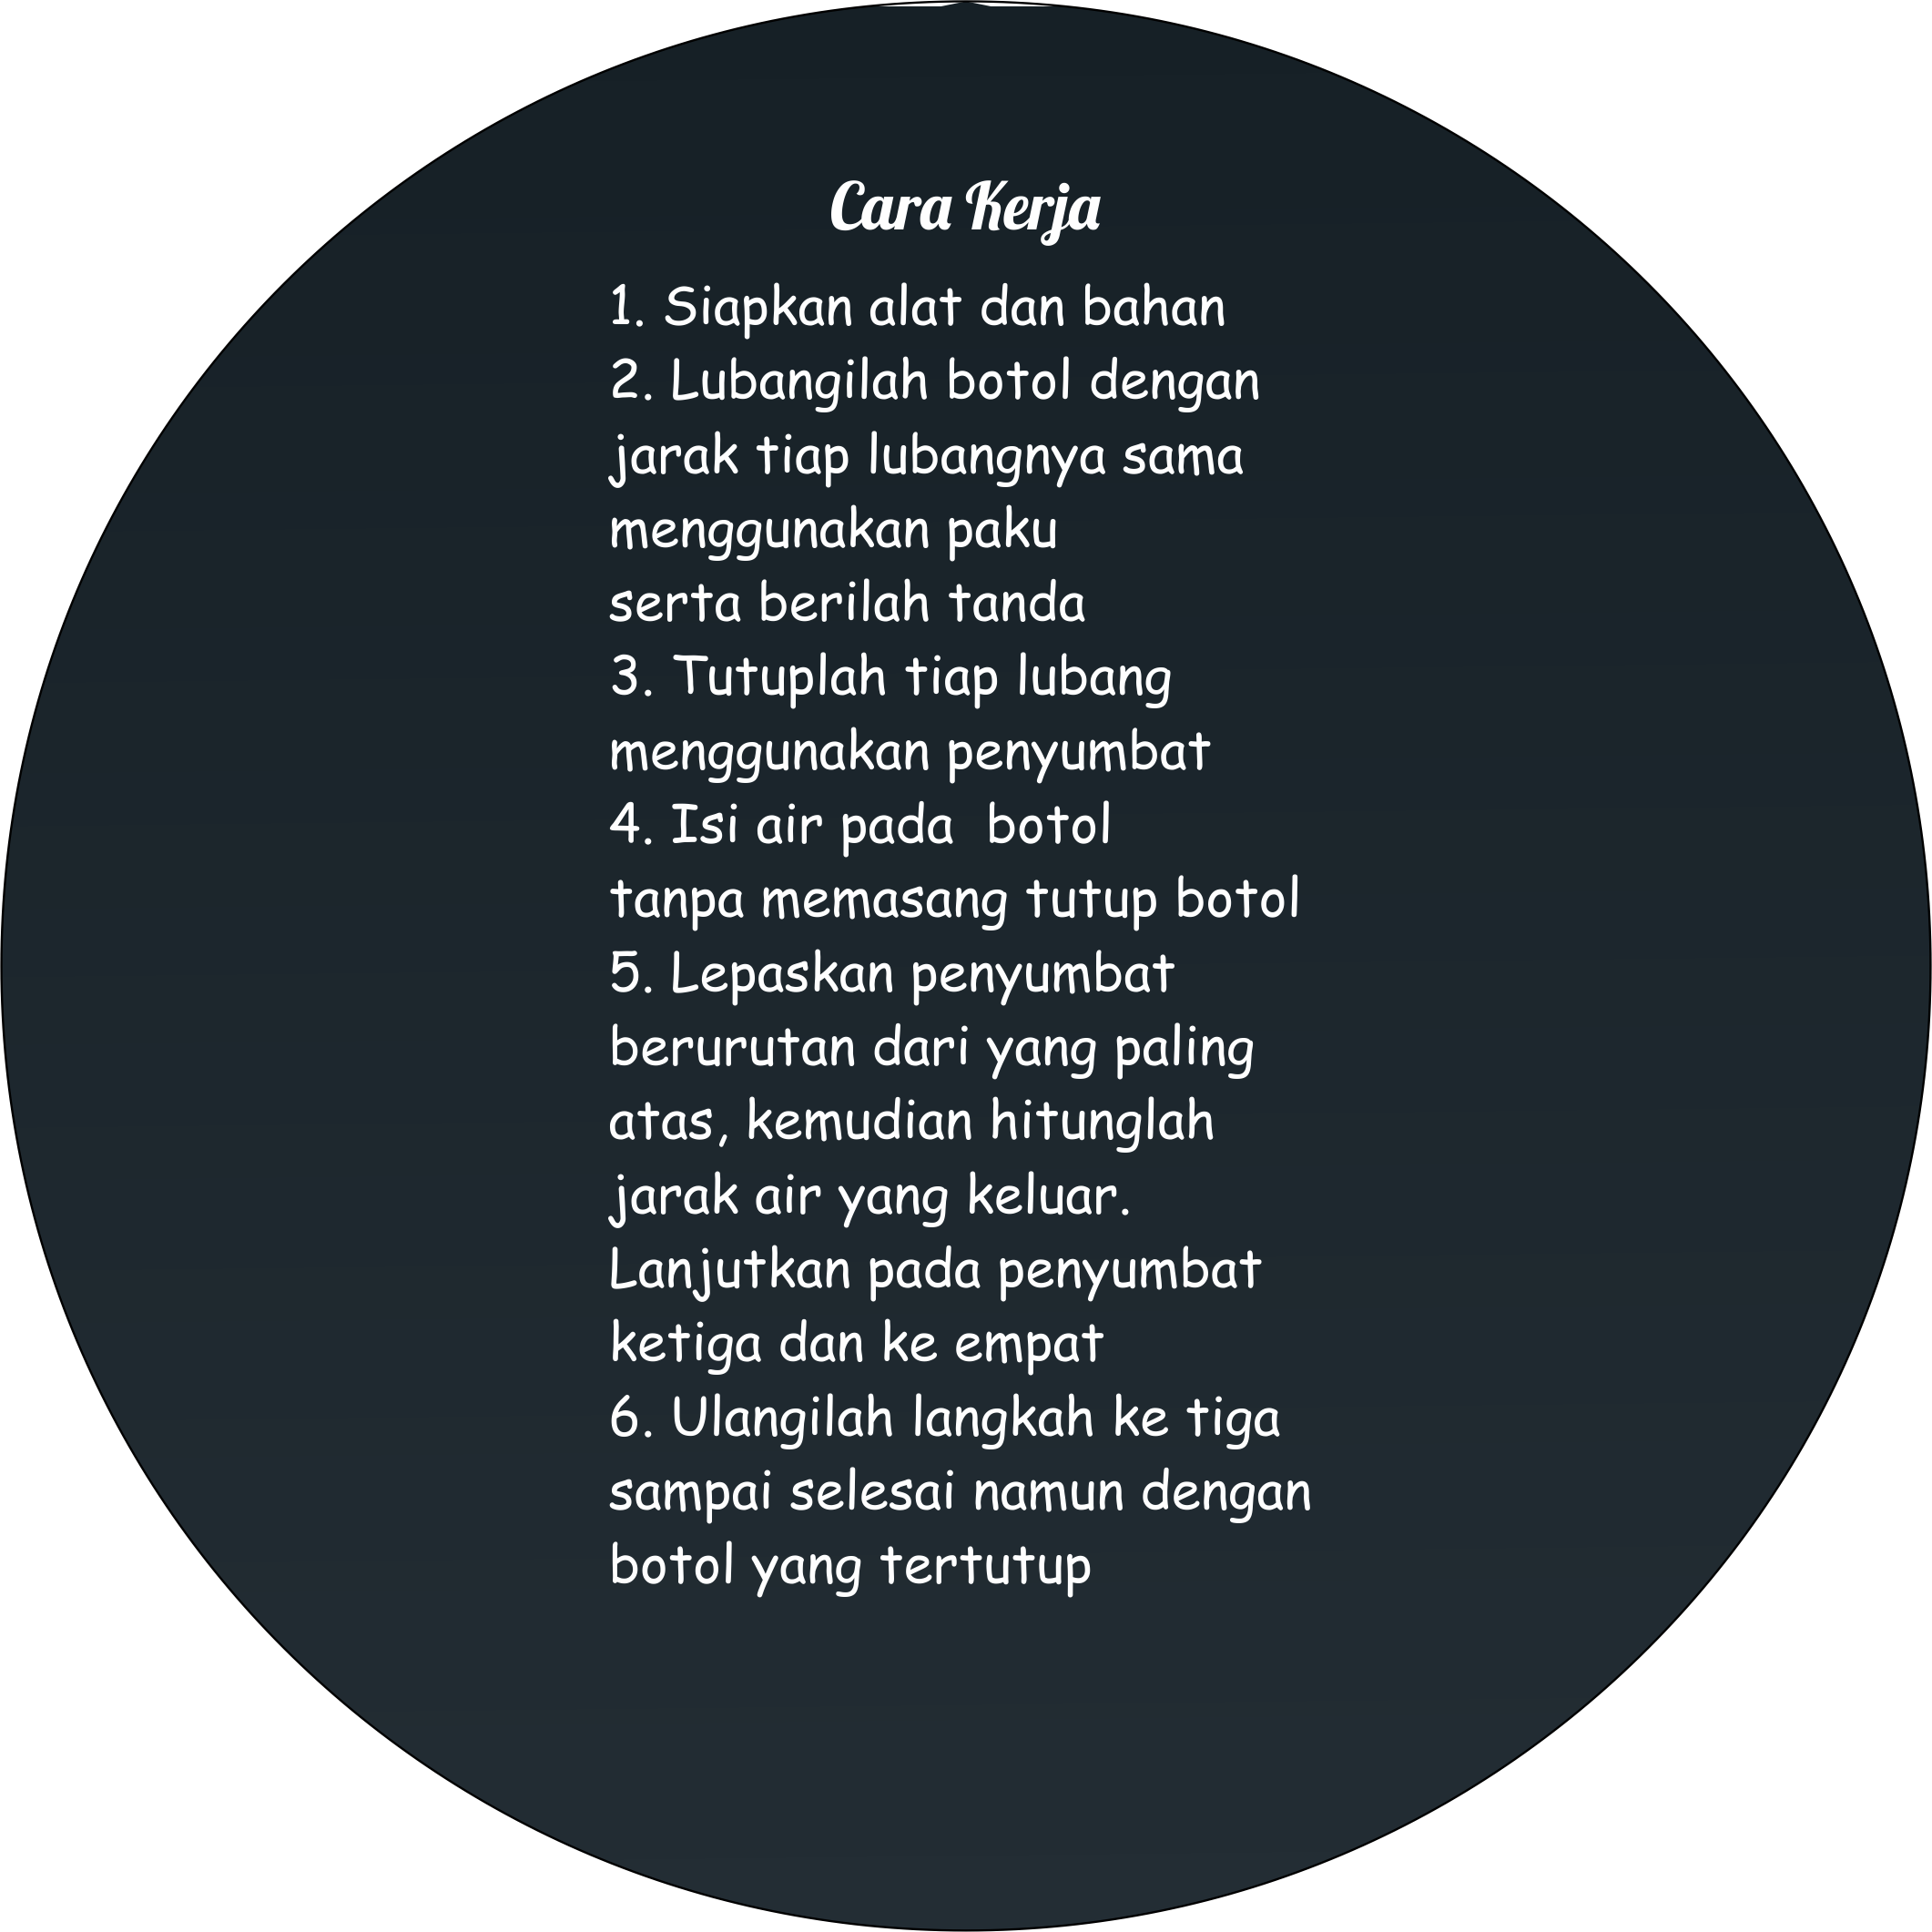 Cara Kerja
1. Siapkan alat dan bahan
2. Lubangilah botol dengan
jarak tiap lubangnya sama
menggunakan paku
serta berilah tanda
3. Tutuplah tiap lubang
menggunakan penyumbat
4. Isi air pada botol
tanpa memasang tutup botol
5. Lepaskan penyumbat
berurutan dari yang paling
atas, kemudian hitunglah
jarak air yang keluar.
Lanjutkan pada penyumbat
ketiga dan ke empat
6. Ulangilah langkah ke tiga
sampai selesai namun dengan
botol yang tertutup